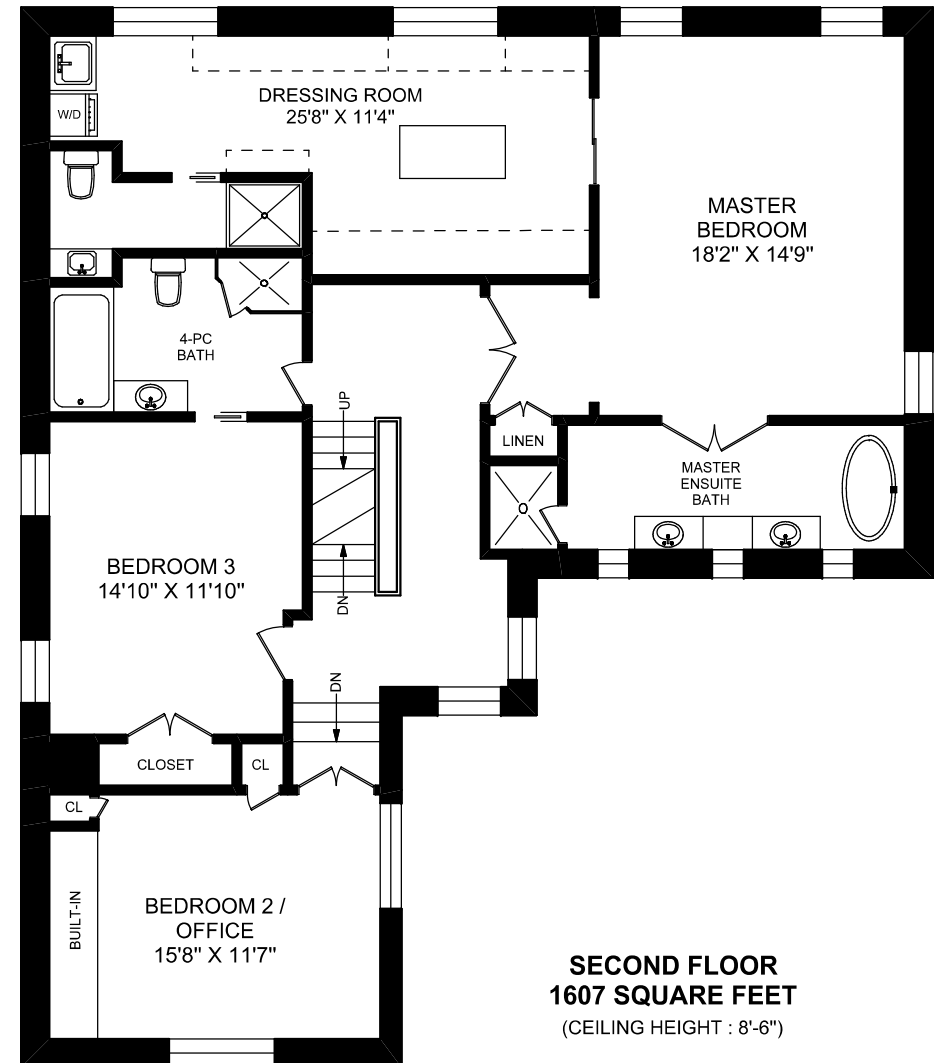 DRESSING ROOM
25'8" X 11'4"
W/D
MASTER
BEDROOM
18'2" X 14'9"
4-PC
BATH
UP
LINEN
MASTER
ENSUITE
BATH
BEDROOM 3
14'10" X 11'10"
DN
DN
CLOSET
CL
CL
BUILT-IN
BEDROOM 2 /
OFFICE
15'8" X 11'7"
SECOND FLOOR
1607 SQUARE FEET
(CEILING HEIGHT : 8'-6")